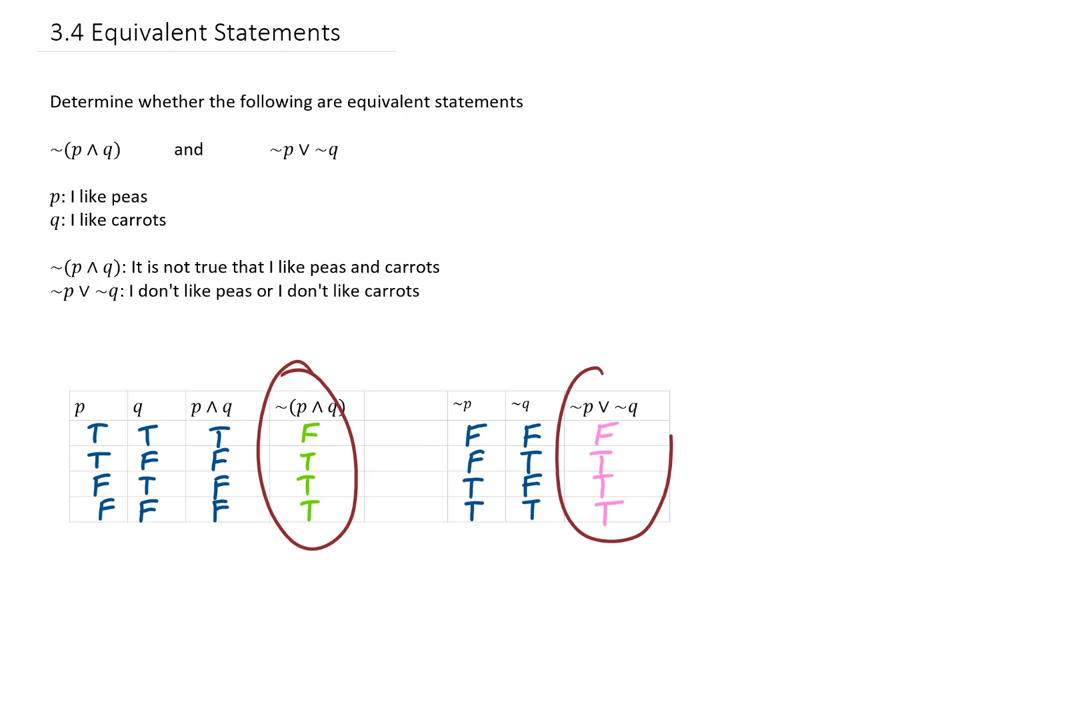 3.4 Equivalent Statements
Determine whether the following are equivalent statements
~(p ∧ q) and ~p ∨ ~q
p: I like peas
q: I like carrots
~(p ∧ q): It is not true that I like peas and carrots
~p ∨ ~q: I don't like peas or I don't like carrots
p q p ∧ q ~(p ∧ q) ~p ~q ~p ∨ ~q
T T T F F F F
T F F T F T T
F T F T T F T
F F F T T T T